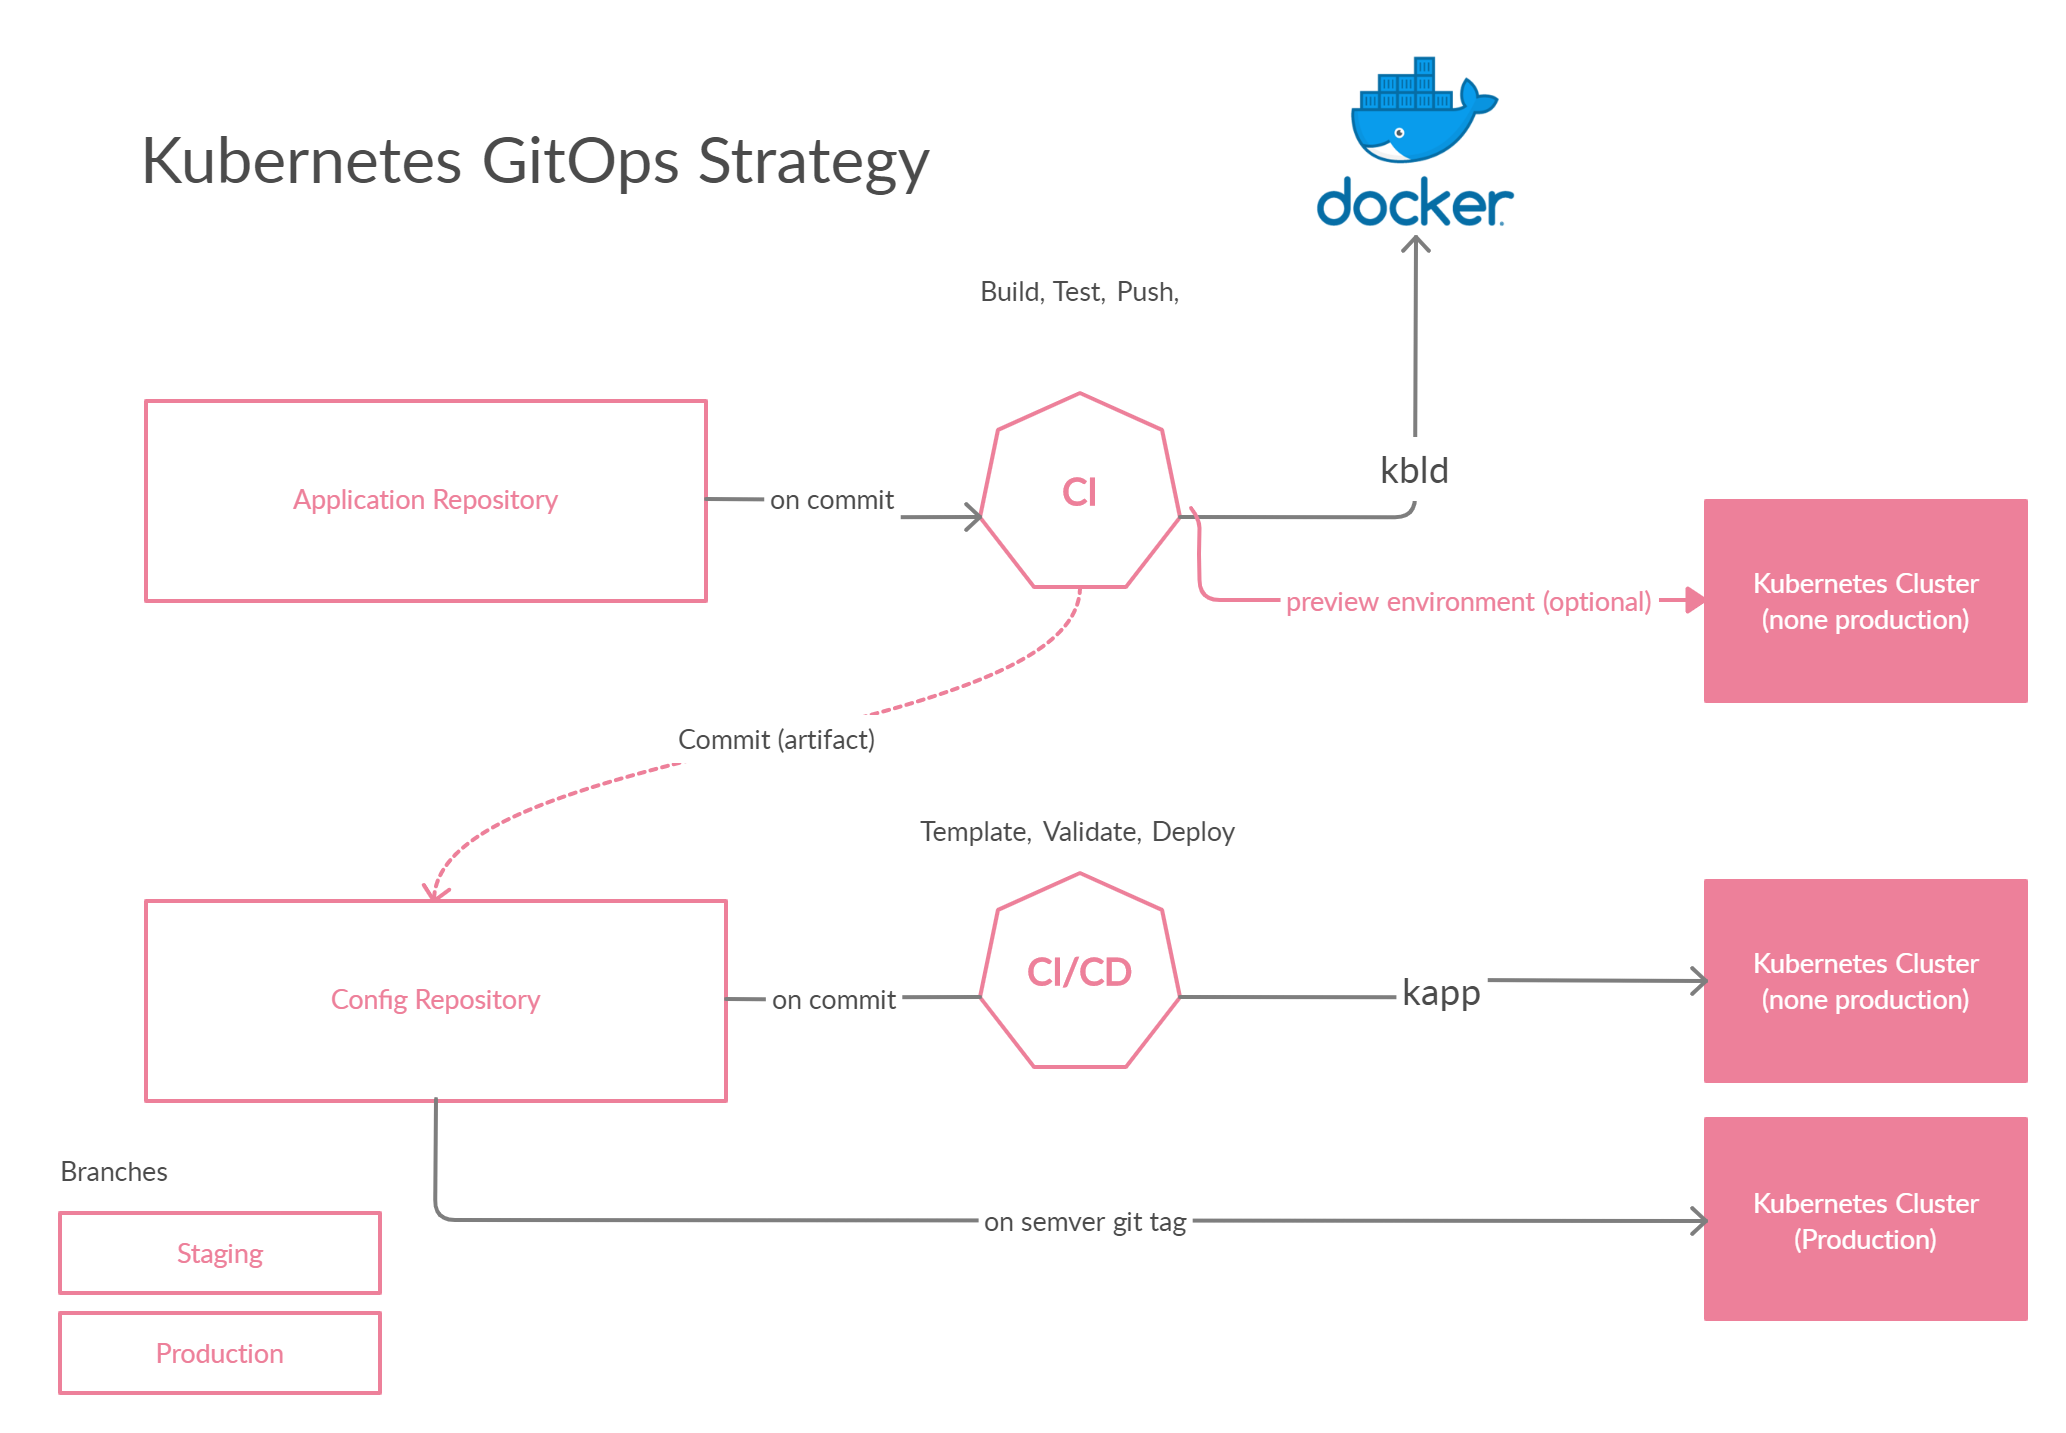 Kubernetes GitOps Strategy
docker
Build, Test, Push,
Application Repository
on commit
CI
kbld
preview environment (optional)
Kubernetes Cluster
(none production)
Commit (artifact)
Template, Validate, Deploy
Config Repository
on commit
CI/CD
kapp
Kubernetes Cluster
(none production)
Branches
Staging
Production
on semver git tag
Kubernetes Cluster
(Production)